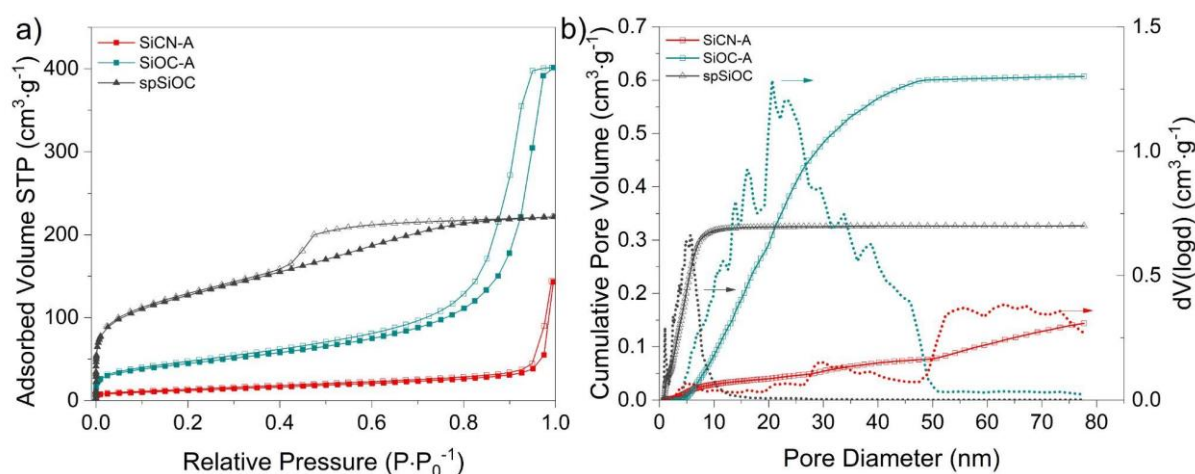 a)
SiCN-A
SiOC-A
spSiOC
Adsorbed Volume STP (cm³·g⁻¹)
400
300
200
100
0
0.0 0.2 0.4 0.6 0.8 1.0
Relative Pressure (P·P₀⁻¹)
b)
SiCN-A
SiOC-A
spSiOC
Cumulative Pore Volume (cm³·g⁻¹)
0.7
0.6
0.5
0.4
0.3
0.2
0.1
0.0
0 10 20 30 40 50 60 70 80
Pore Diameter (nm)
1.5
1.0
0.5
0.0
dV(logd) (cm³·g⁻¹)